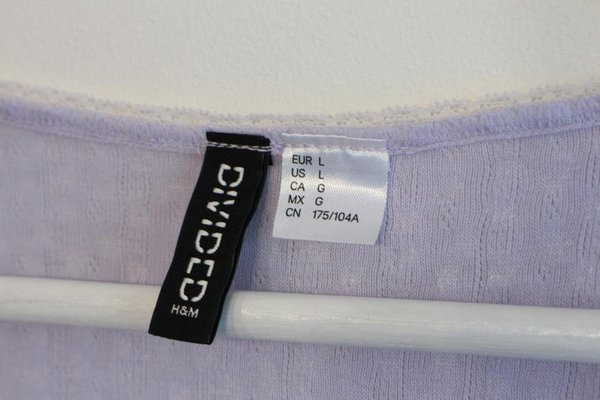 DIVIDED
H&M
EUR L
US L
CA G
MX G
CN 175/104A